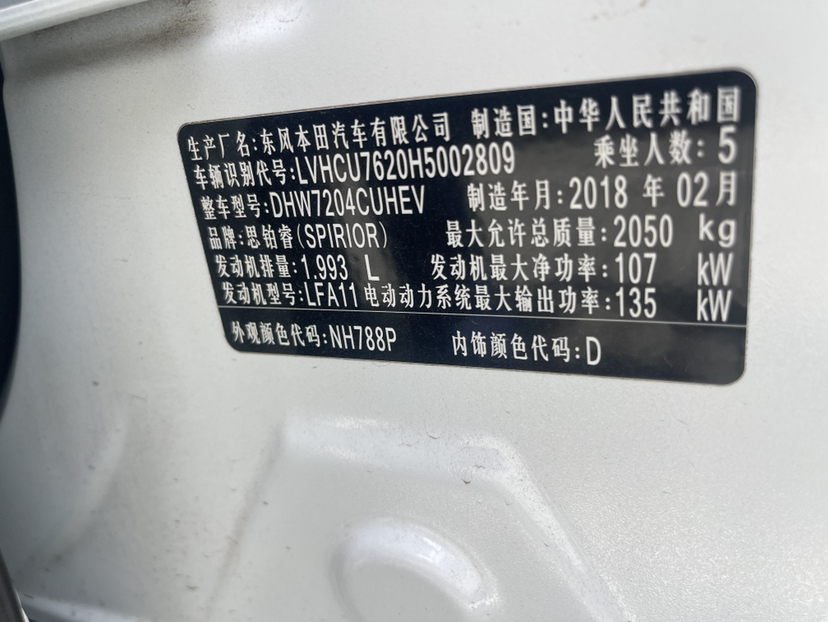 生产厂名:东风本田汽车有限公司 制造国:中华人民共和国
车辆识别代号:LVHCU7620H5002809 乘坐人数:5
整车型号:DHW7204CUHEV 制造年月:2018 年 02 月
品牌:思铂睿(SPIRIOR) 最大允许总质量:2050 kg
发动机排量:1.993 L 发动机最大净功率:107 kW
发动机型号:LFA11 电动动力系统最大输出功率:135 kW
外观颜色代码:NH788P 内饰颜色代码:D